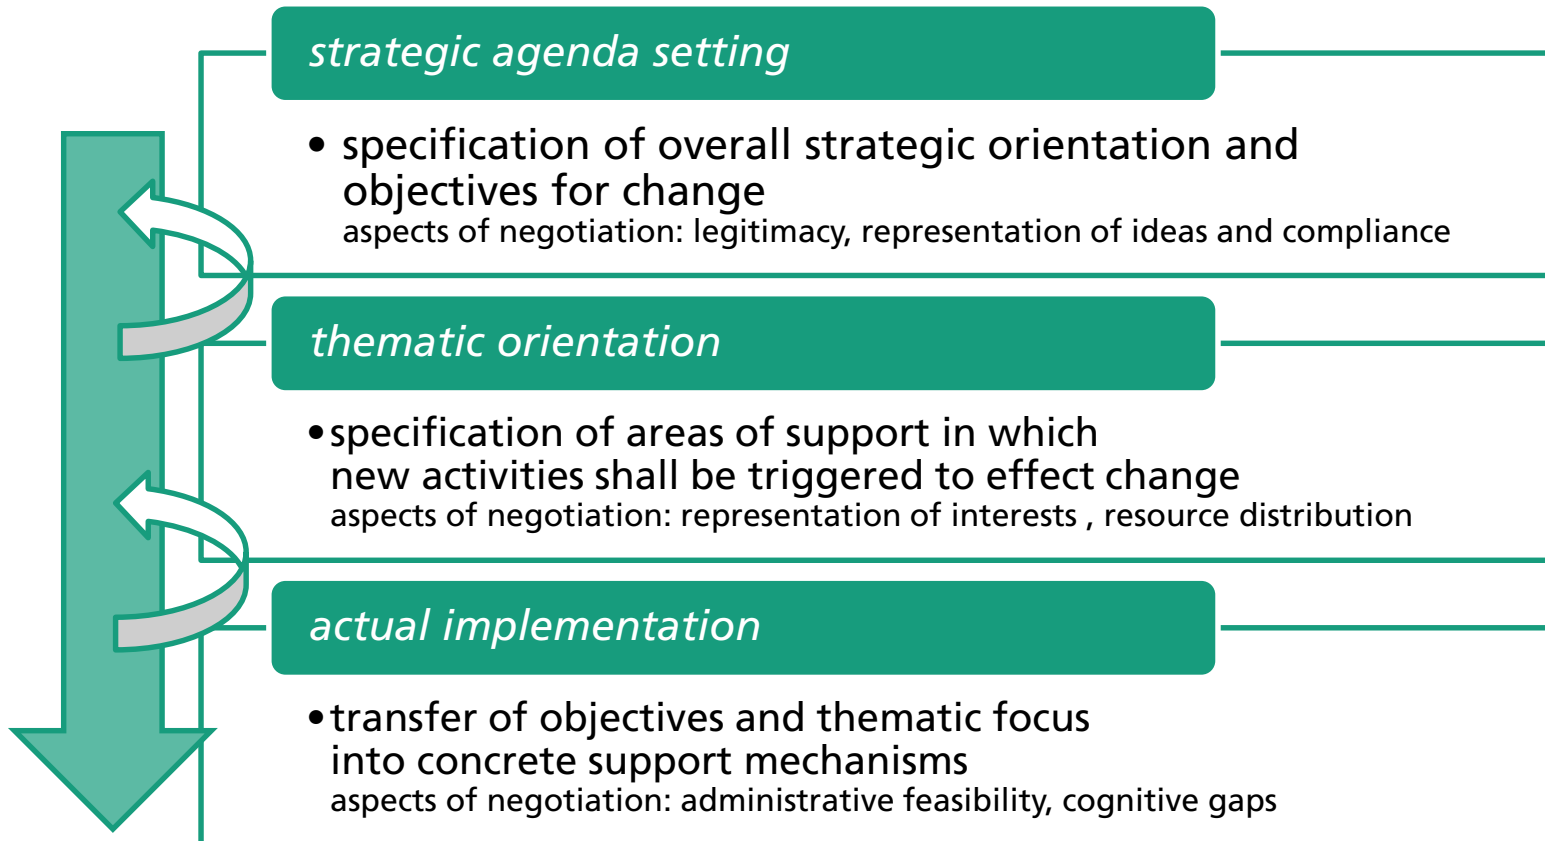 strategic agenda setting
• specification of overall strategic orientation and
objectives for change
aspects of negotiation: legitimacy, representation of ideas and compliance
thematic orientation
•specification of areas of support in which
new activities shall be triggered to effect change
aspects of negotiation: representation of interests , resource distribution
actual implementation
•transfer of objectives and thematic focus
into concrete support mechanisms
aspects of negotiation: administrative feasibility, cognitive gaps